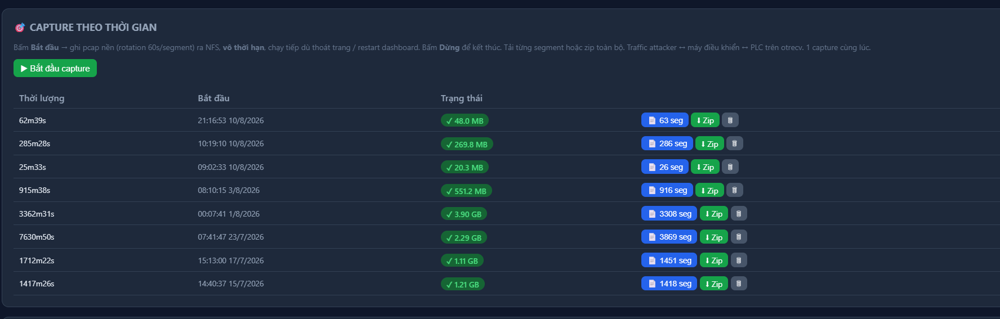 CAPTURE THEO THỜI GIAN
Bấm Bắt đầu → ghi pcap nền (rotation 60s/segment) ra NFS, vô thời hạn, chạy tiếp dù thoát trang / restart dashboard. Bấm Dừng để kết thúc. Tải từng segment hoặc zip toàn bộ. Traffic attacker ↔ máy điều khiển ↔ PLC trên otrecv. 1 capture cùng lúc.
▶ Bắt đầu capture
Thời lượng Bắt đầu Trạng thái
62m39s 21:16:53 10/8/2026 ✓ 48.0 MB 63 seg ⬇ Zip
285m28s 10:19:10 10/8/2026 ✓ 269.8 MB 286 seg ⬇ Zip
25m33s 09:02:33 10/8/2026 ✓ 20.3 MB 26 seg ⬇ Zip
915m38s 08:10:15 3/8/2026 ✓ 551.2 MB 916 seg ⬇ Zip
3362m31s 00:07:41 1/8/2026 ✓ 3.90 GB 3308 seg ⬇ Zip
7630m50s 07:41:47 23/7/2026 ✓ 2.29 GB 3869 seg ⬇ Zip
1712m22s 15:13:00 17/7/2026 ✓ 1.11 GB 1451 seg ⬇ Zip
1417m26s 14:40:37 15/7/2026 ✓ 1.21 GB 1418 seg ⬇ Zip